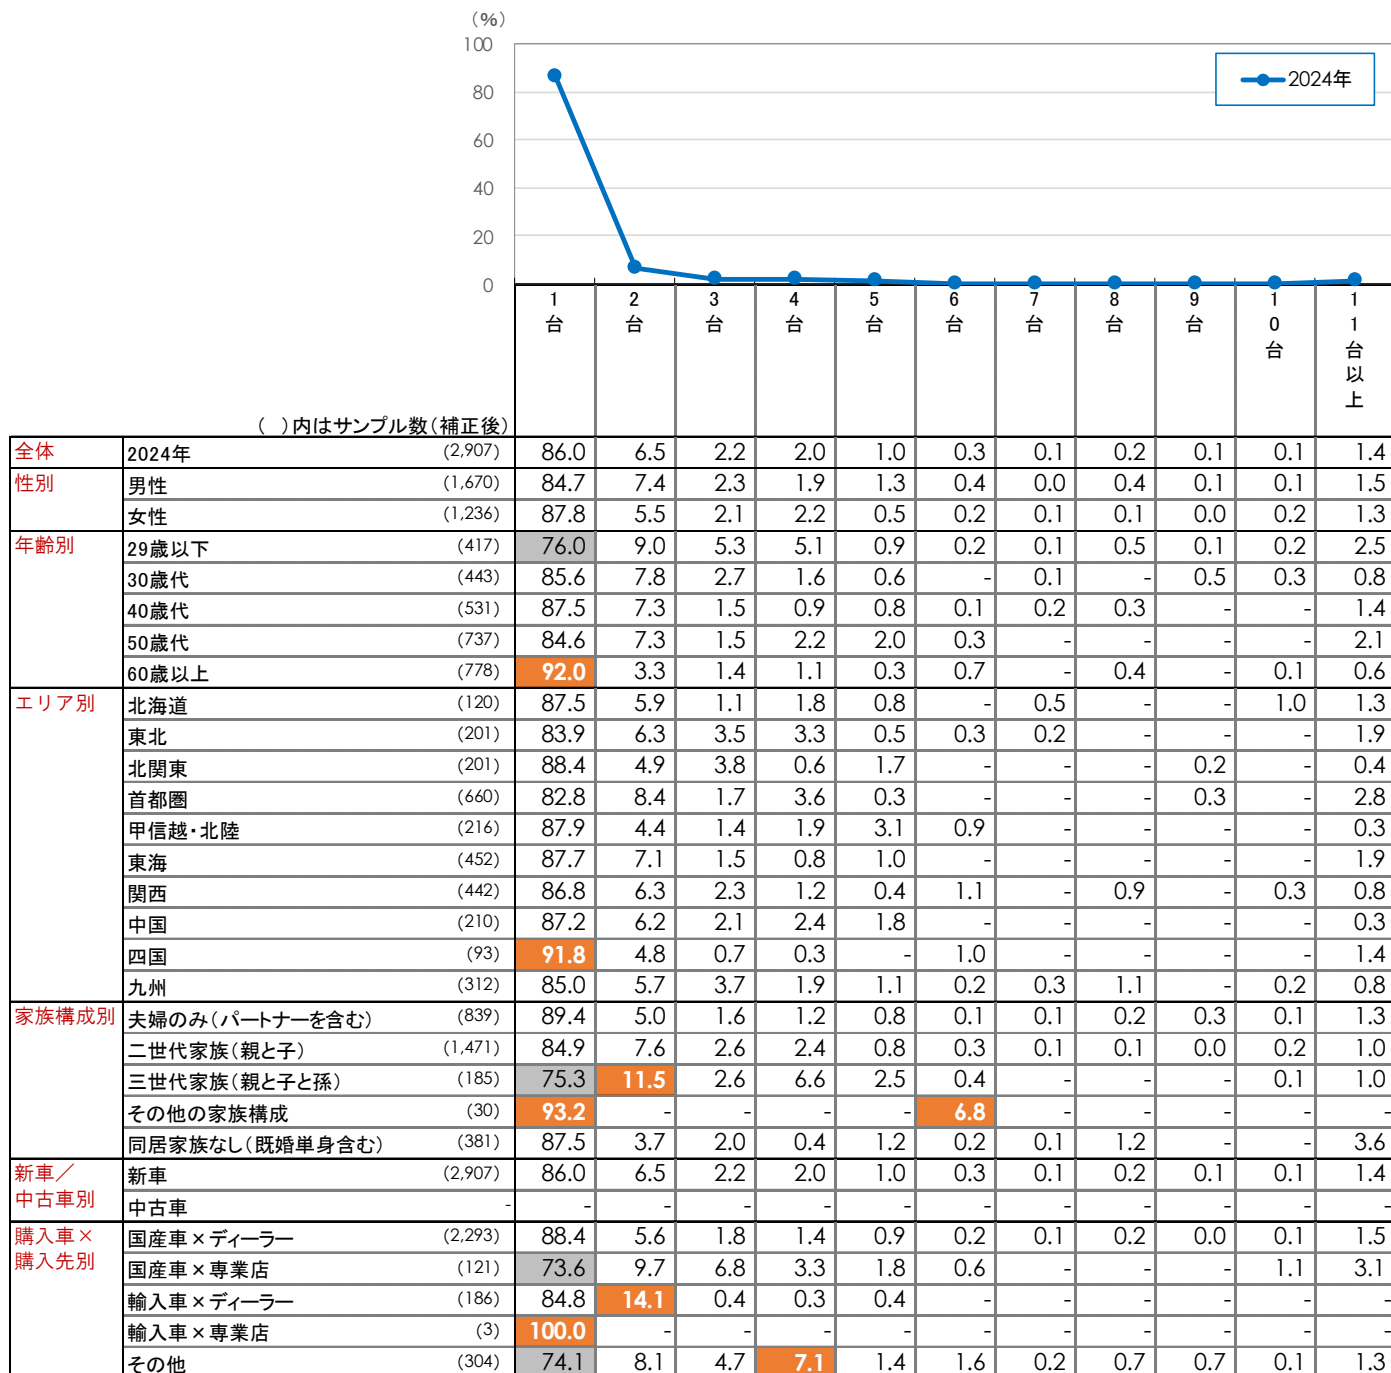 (%)
100
80
60
40
20
0
2024年
1台
2台
3台
4台
5台
6台
7台
8台
9台
10台
11台以上
( )内はサンプル数(補正後)
全体 2024年 (2,907) 86.0 6.5 2.2 2.0 1.0 0.3 0.1 0.2 0.1 0.1 1.4
性別 男性 (1,670) 84.7 7.4 2.3 1.9 1.3 0.4 0.0 0.4 0.1 0.1 1.5
女性 (1,236) 87.8 5.5 2.1 2.2 0.5 0.2 0.1 0.1 0.0 0.2 1.3
年齢別 29歳以下 (417) 76.0 9.0 5.3 5.1 0.9 0.2 0.1 0.5 0.1 0.2 2.5
30歳代 (443) 85.6 7.8 2.7 1.6 0.6 - 0.1 - 0.5 0.3 0.8
40歳代 (531) 87.5 7.3 1.5 0.9 0.8 0.1 0.2 0.3 - - 1.4
50歳代 (737) 84.6 7.3 1.5 2.2 2.0 0.3 - - - - 2.1
60歳以上 (778) 92.0 3.3 1.4 1.1 0.3 0.7 - 0.4 - 0.1 0.6
エリア別 北海道 (120) 87.5 5.9 1.1 1.8 0.8 - 0.5 - - 1.0 1.3
東北 (201) 83.9 6.3 3.5 3.3 0.5 0.3 0.2 - - - 1.9
北関東 (201) 88.4 4.9 3.8 0.6 1.7 - - - 0.2 - 0.4
首都圏 (660) 82.8 8.4 1.7 3.6 0.3 - - - 0.3 - 2.8
甲信越・北陸 (216) 87.9 4.4 1.4 1.9 3.1 0.9 - - - - 0.3
東海 (452) 87.7 7.1 1.5 0.8 1.0 - - - - - 1.9
関西 (442) 86.8 6.3 2.3 1.2 0.4 1.1 - 0.9 - 0.3 0.8
中国 (210) 87.2 6.2 2.1 2.4 1.8 - - - - - 0.3
四国 (93) 91.8 4.8 0.7 0.3 - 1.0 - - - - 1.4
九州 (312) 85.0 5.7 3.7 1.9 1.1 0.2 0.3 1.1 - 0.2 0.8
家族構成別 夫婦のみ(パートナーを含む) (839) 89.4 5.0 1.6 1.2 0.8 0.1 0.1 0.2 0.3 0.1 1.3
二世代家族(親と子) (1,471) 84.9 7.6 2.6 2.4 0.8 0.3 0.1 0.1 0.0 0.2 1.0
三世代家族(親と子と孫) (185) 75.3 11.5 2.6 6.6 2.5 0.4 - - - 0.1 1.0
その他の家族構成 (30) 93.2 - - - - 6.8 - - - - -
同居家族なし(既婚単身含む) (381) 87.5 3.7 2.0 0.4 1.2 0.2 0.1 1.2 - - 3.6
新車/ 新車 (2,907) 86.0 6.5 2.2 2.0 1.0 0.3 0.1 0.2 0.1 0.1 1.4
中古車別 中古車 - - - - - - - - - - - -
購入車× 国産車×ディーラー (2,293) 88.4 5.6 1.8 1.4 0.9 0.2 0.1 0.2 0.0 0.1 1.5
購入先別 国産車×専業店 (121) 73.6 9.7 6.8 3.3 1.8 0.6 - - - 1.1 3.1
輸入車×ディーラー (186) 84.8 14.1 0.4 0.3 0.4 - - - - - -
輸入車×専業店 (3) 100.0 - - - - - - - - - -
その他 (304) 74.1 8.1 4.7 7.1 1.4 1.6 0.2 0.7 0.7 0.1 1.3